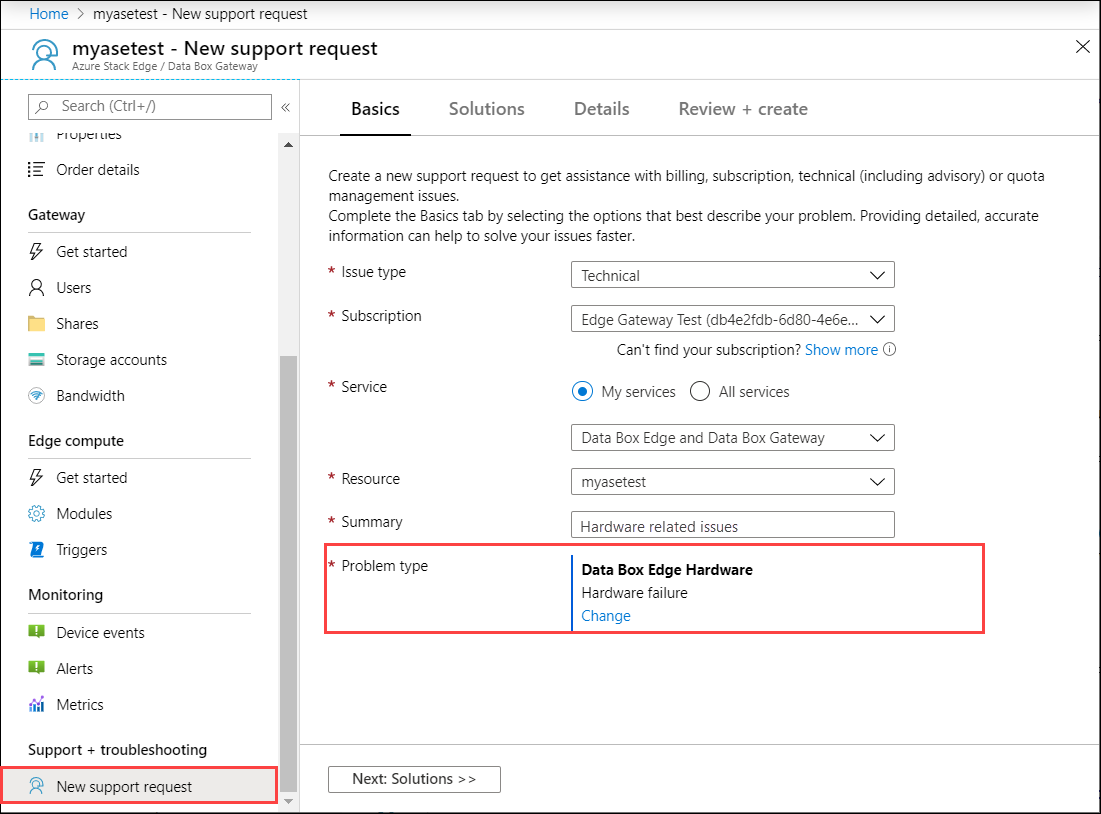 Home > myasetest - New support request
myasetest - New support request
Azure Stack Edge / Data Box Gateway
Search (Ctrl+/)
«
Properties
Order details
Gateway
Get started
Users
Shares
Storage accounts
Bandwidth
Edge compute
Get started
Modules
Triggers
Monitoring
Device events
Alerts
Metrics
Support + troubleshooting
New support request
Basics Solutions Details Review + create
Create a new support request to get assistance with billing, subscription, technical (including advisory) or quota
management issues.
Complete the Basics tab by selecting the options that best describe your problem. Providing detailed, accurate
information can help to solve your issues faster.
* Issue type Technical
* Subscription Edge Gateway Test (db4e2fdb-6d80-4e6e...
Can't find your subscription? Show more
* Service My services All services
Data Box Edge and Data Box Gateway
* Resource myasetest
* Summary Hardware related issues
* Problem type Data Box Edge Hardware
Hardware failure
Change
Next: Solutions >>